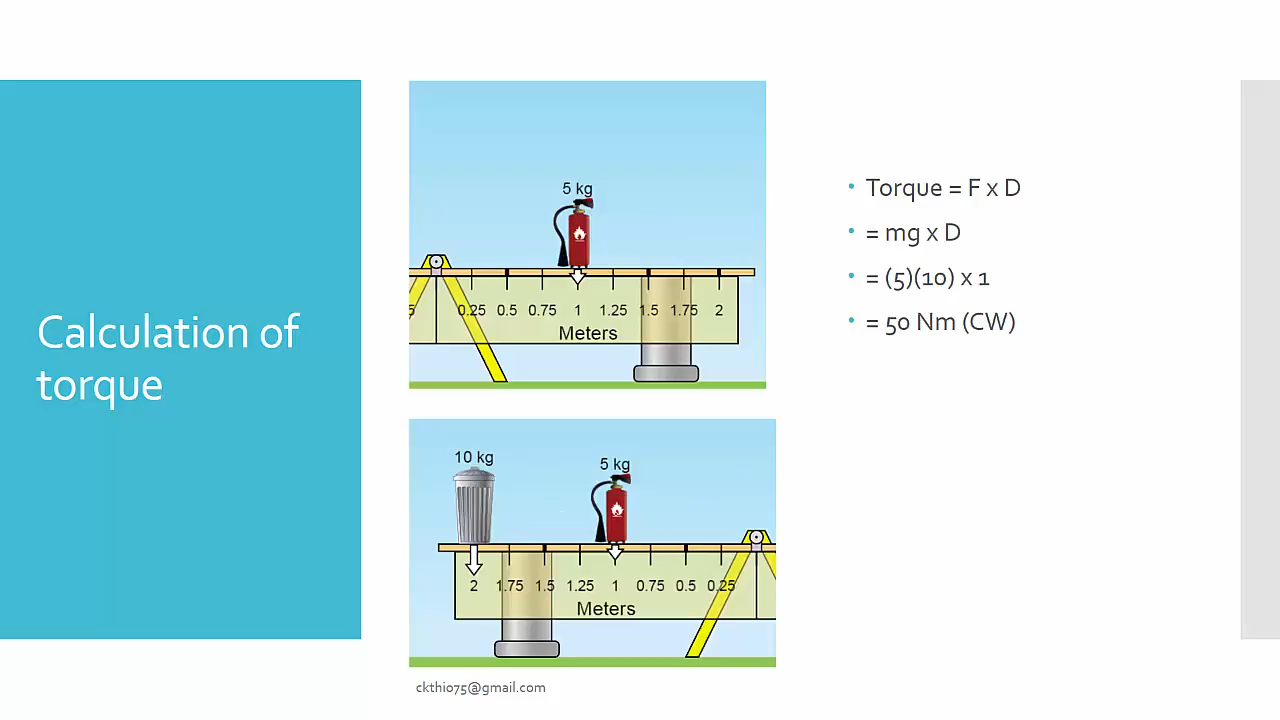 Calculation of
torque
5 kg
5 0.25 0.5 0.75 1 1.25 1.5 1.75 2
Meters
10 kg
5 kg
2 1.75 1.5 1.25 1 0.75 0.5 0.25
Meters
• Torque = F x D
• = mg x D
• = (5)(10) x 1
• = 50 Nm (CW)
ckthio75@gmail.com